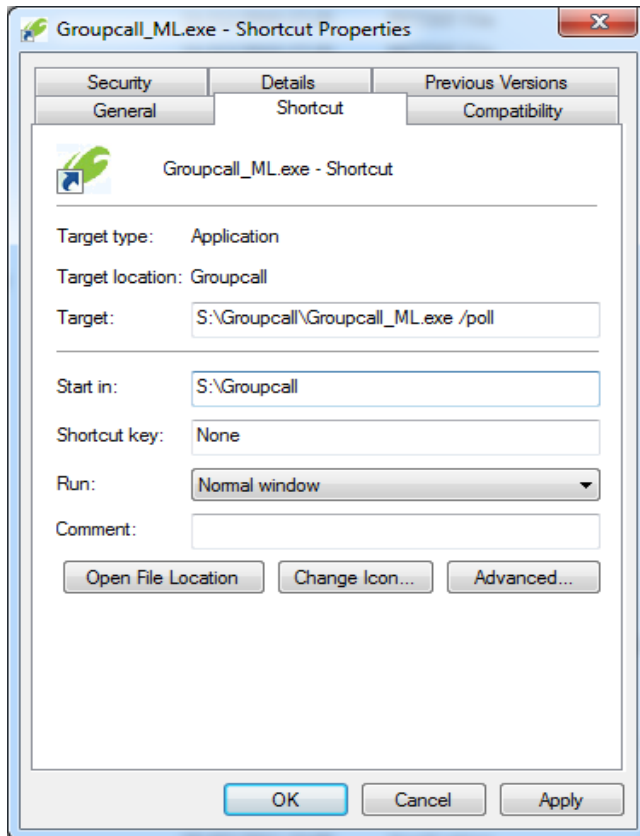 Groupcall_ML.exe - Shortcut Properties
x
Security Details Previous Versions
General Shortcut Compatibility
Groupcall_ML.exe - Shortcut
Target type: Application
Target location: Groupcall
Target: S:\Groupcall\Groupcall_ML.exe /poll
Start in: S:\Groupcall
Shortcut key: None
Run: Normal window
Comment:
Open File Location Change Icon... Advanced...
OK Cancel Apply